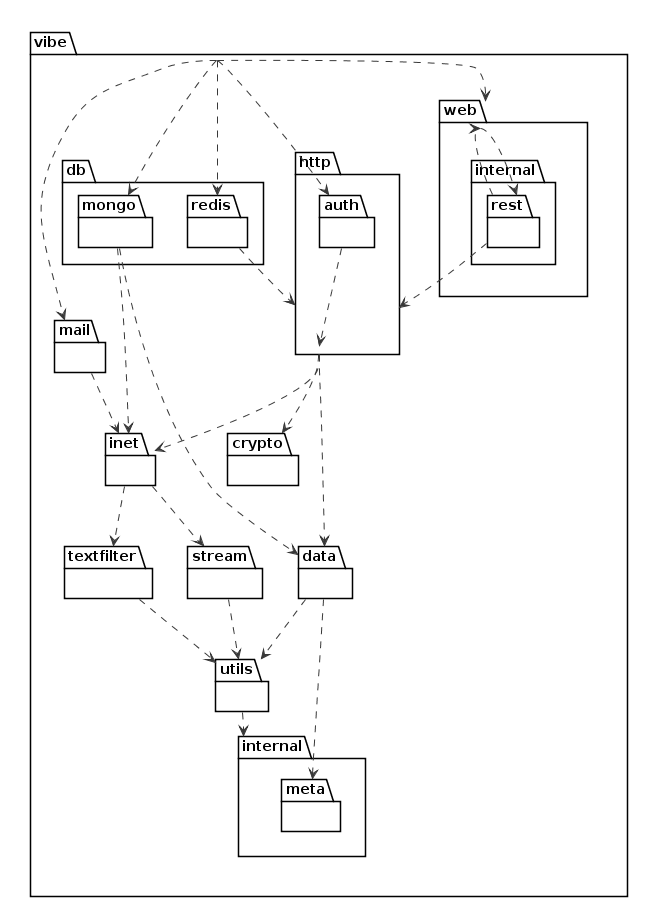 vibe
web
http
db
internal
mongo
redis
auth
rest
mail
inet
crypto
textfilter
stream
data
utils
internal
meta